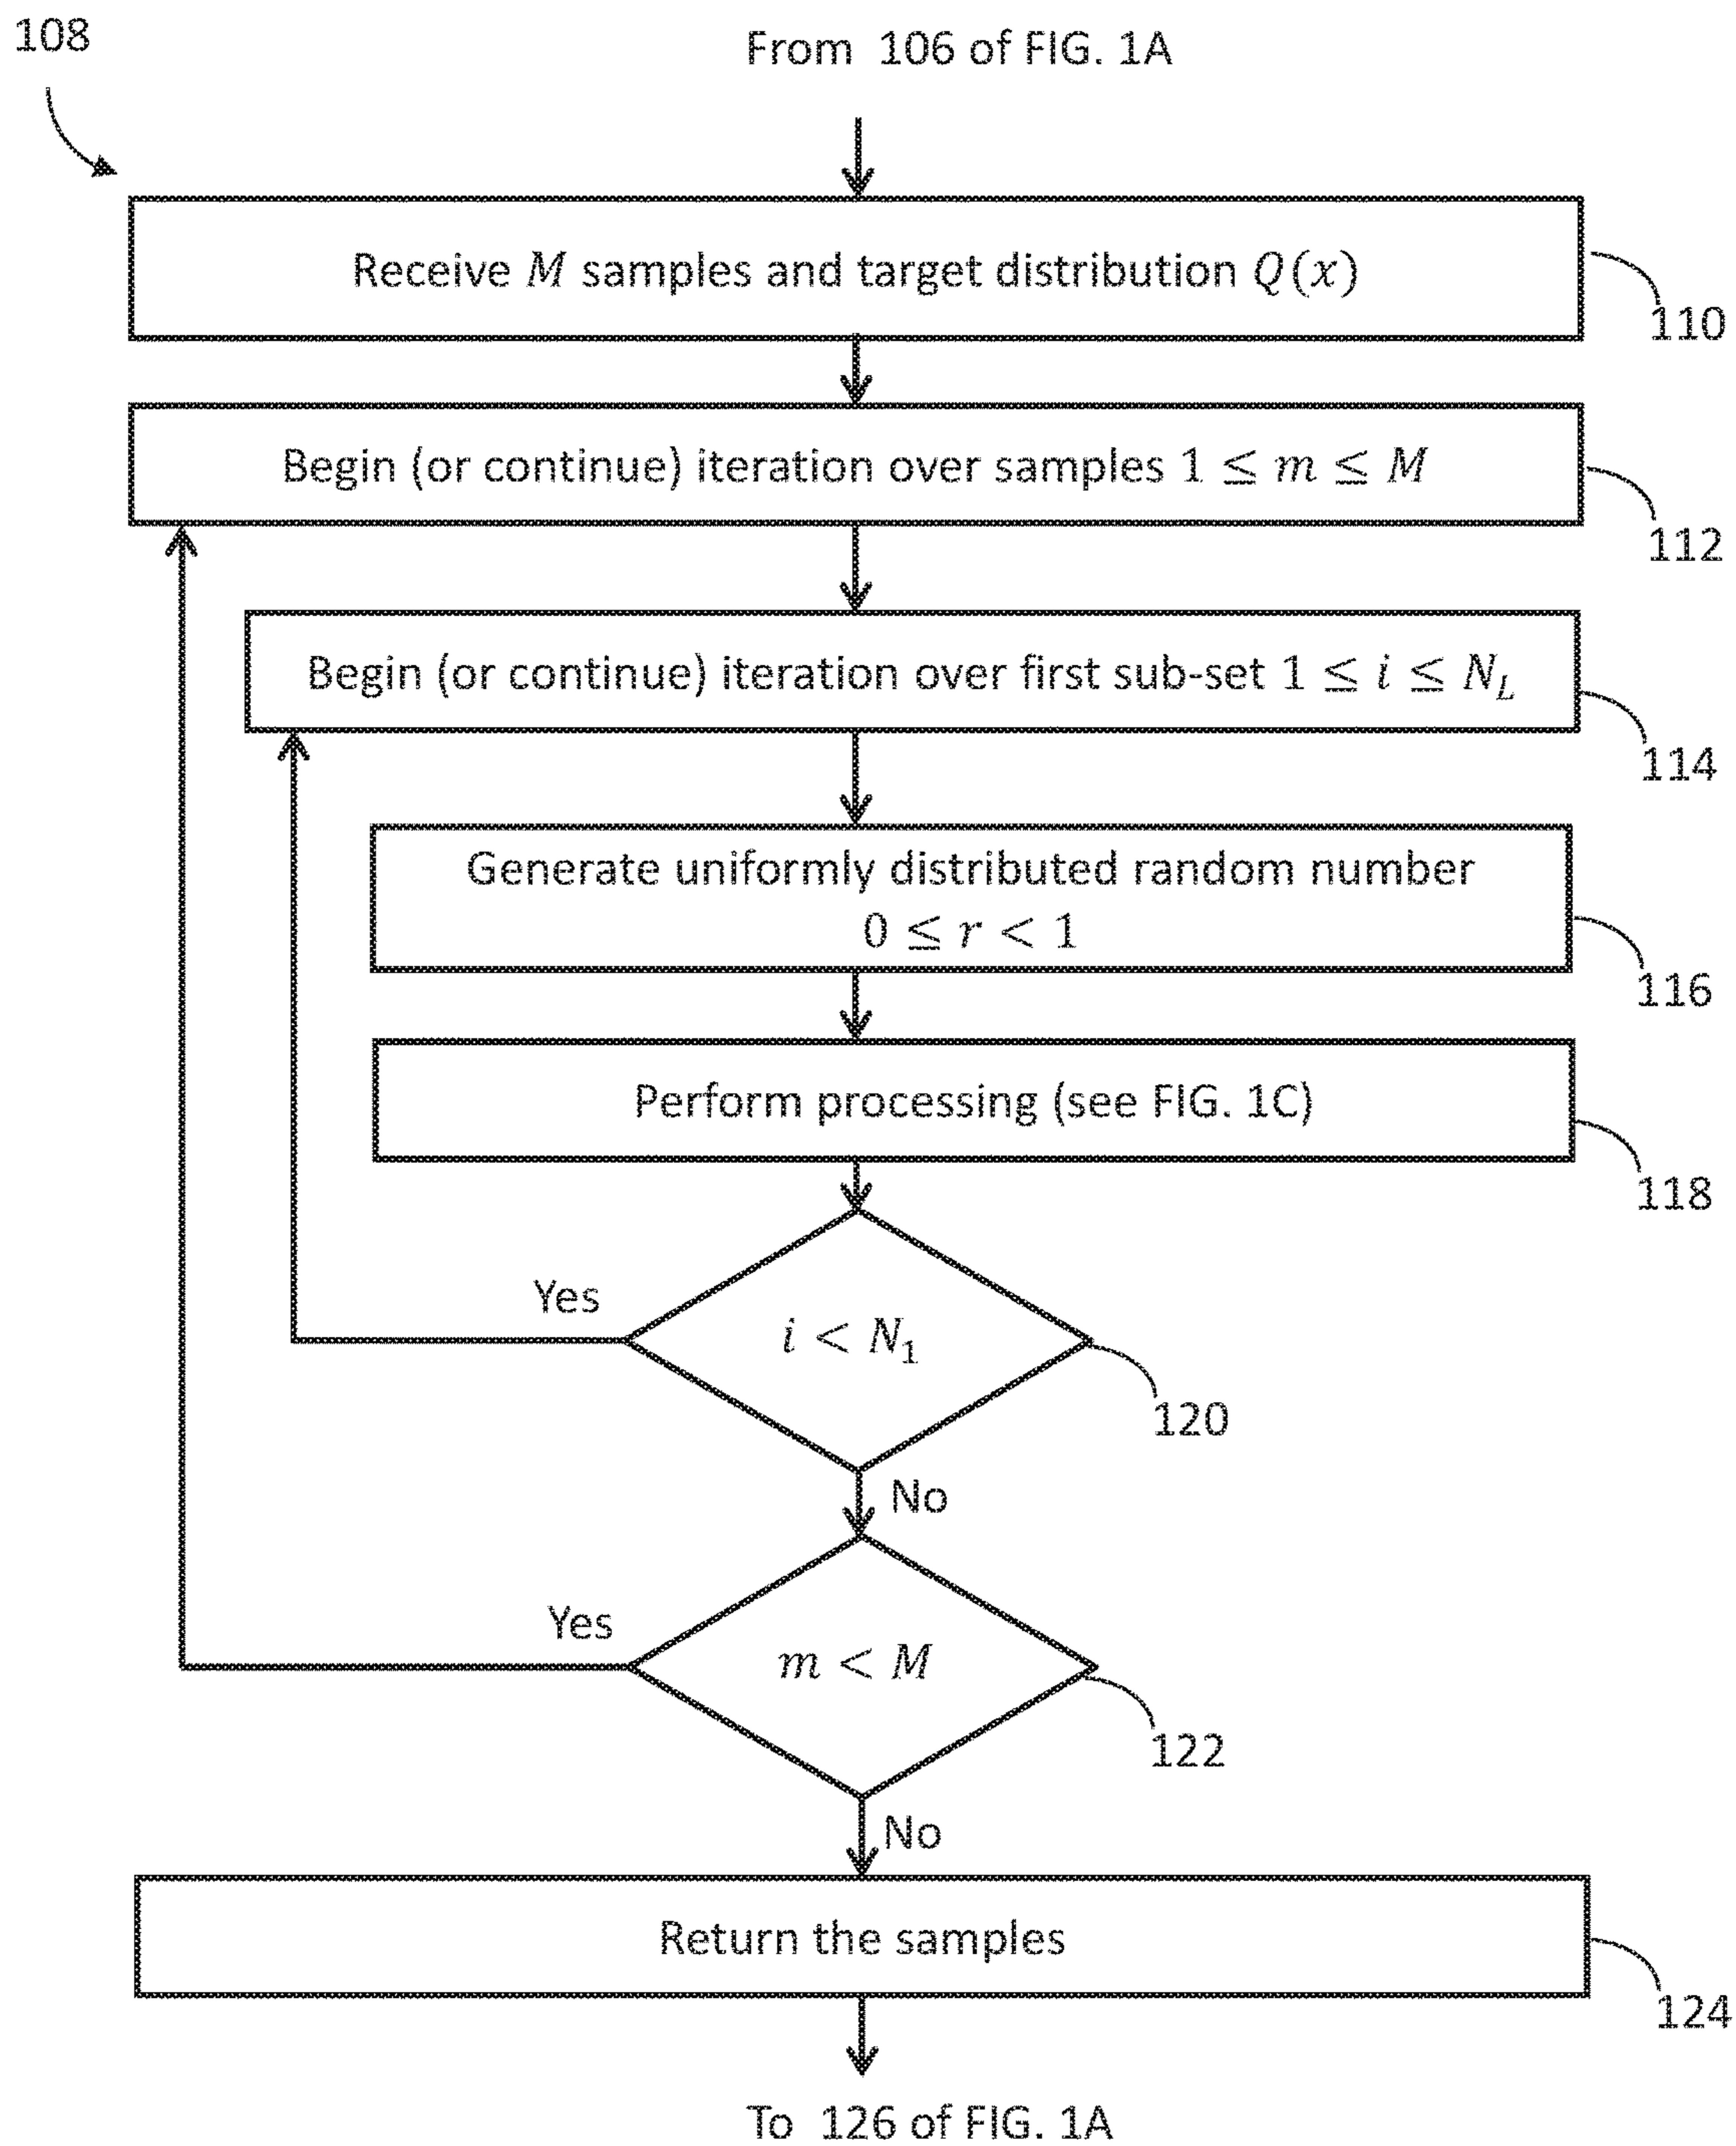 108
From 106 of FIG. 1A
Receive M samples and target distribution Q(x)
110
Begin (or continue) iteration over samples 1 ≤ m ≤ M
112
Begin (or continue) iteration over first sub-set 1 ≤ i ≤ N_L
114
Generate uniformly distributed random number
0 ≤ r < 1
116
Perform processing (see FIG. 1C)
118
Yes
i < N₁
120
No
Yes
m < M
122
No
Return the samples
124
To 126 of FIG. 1A